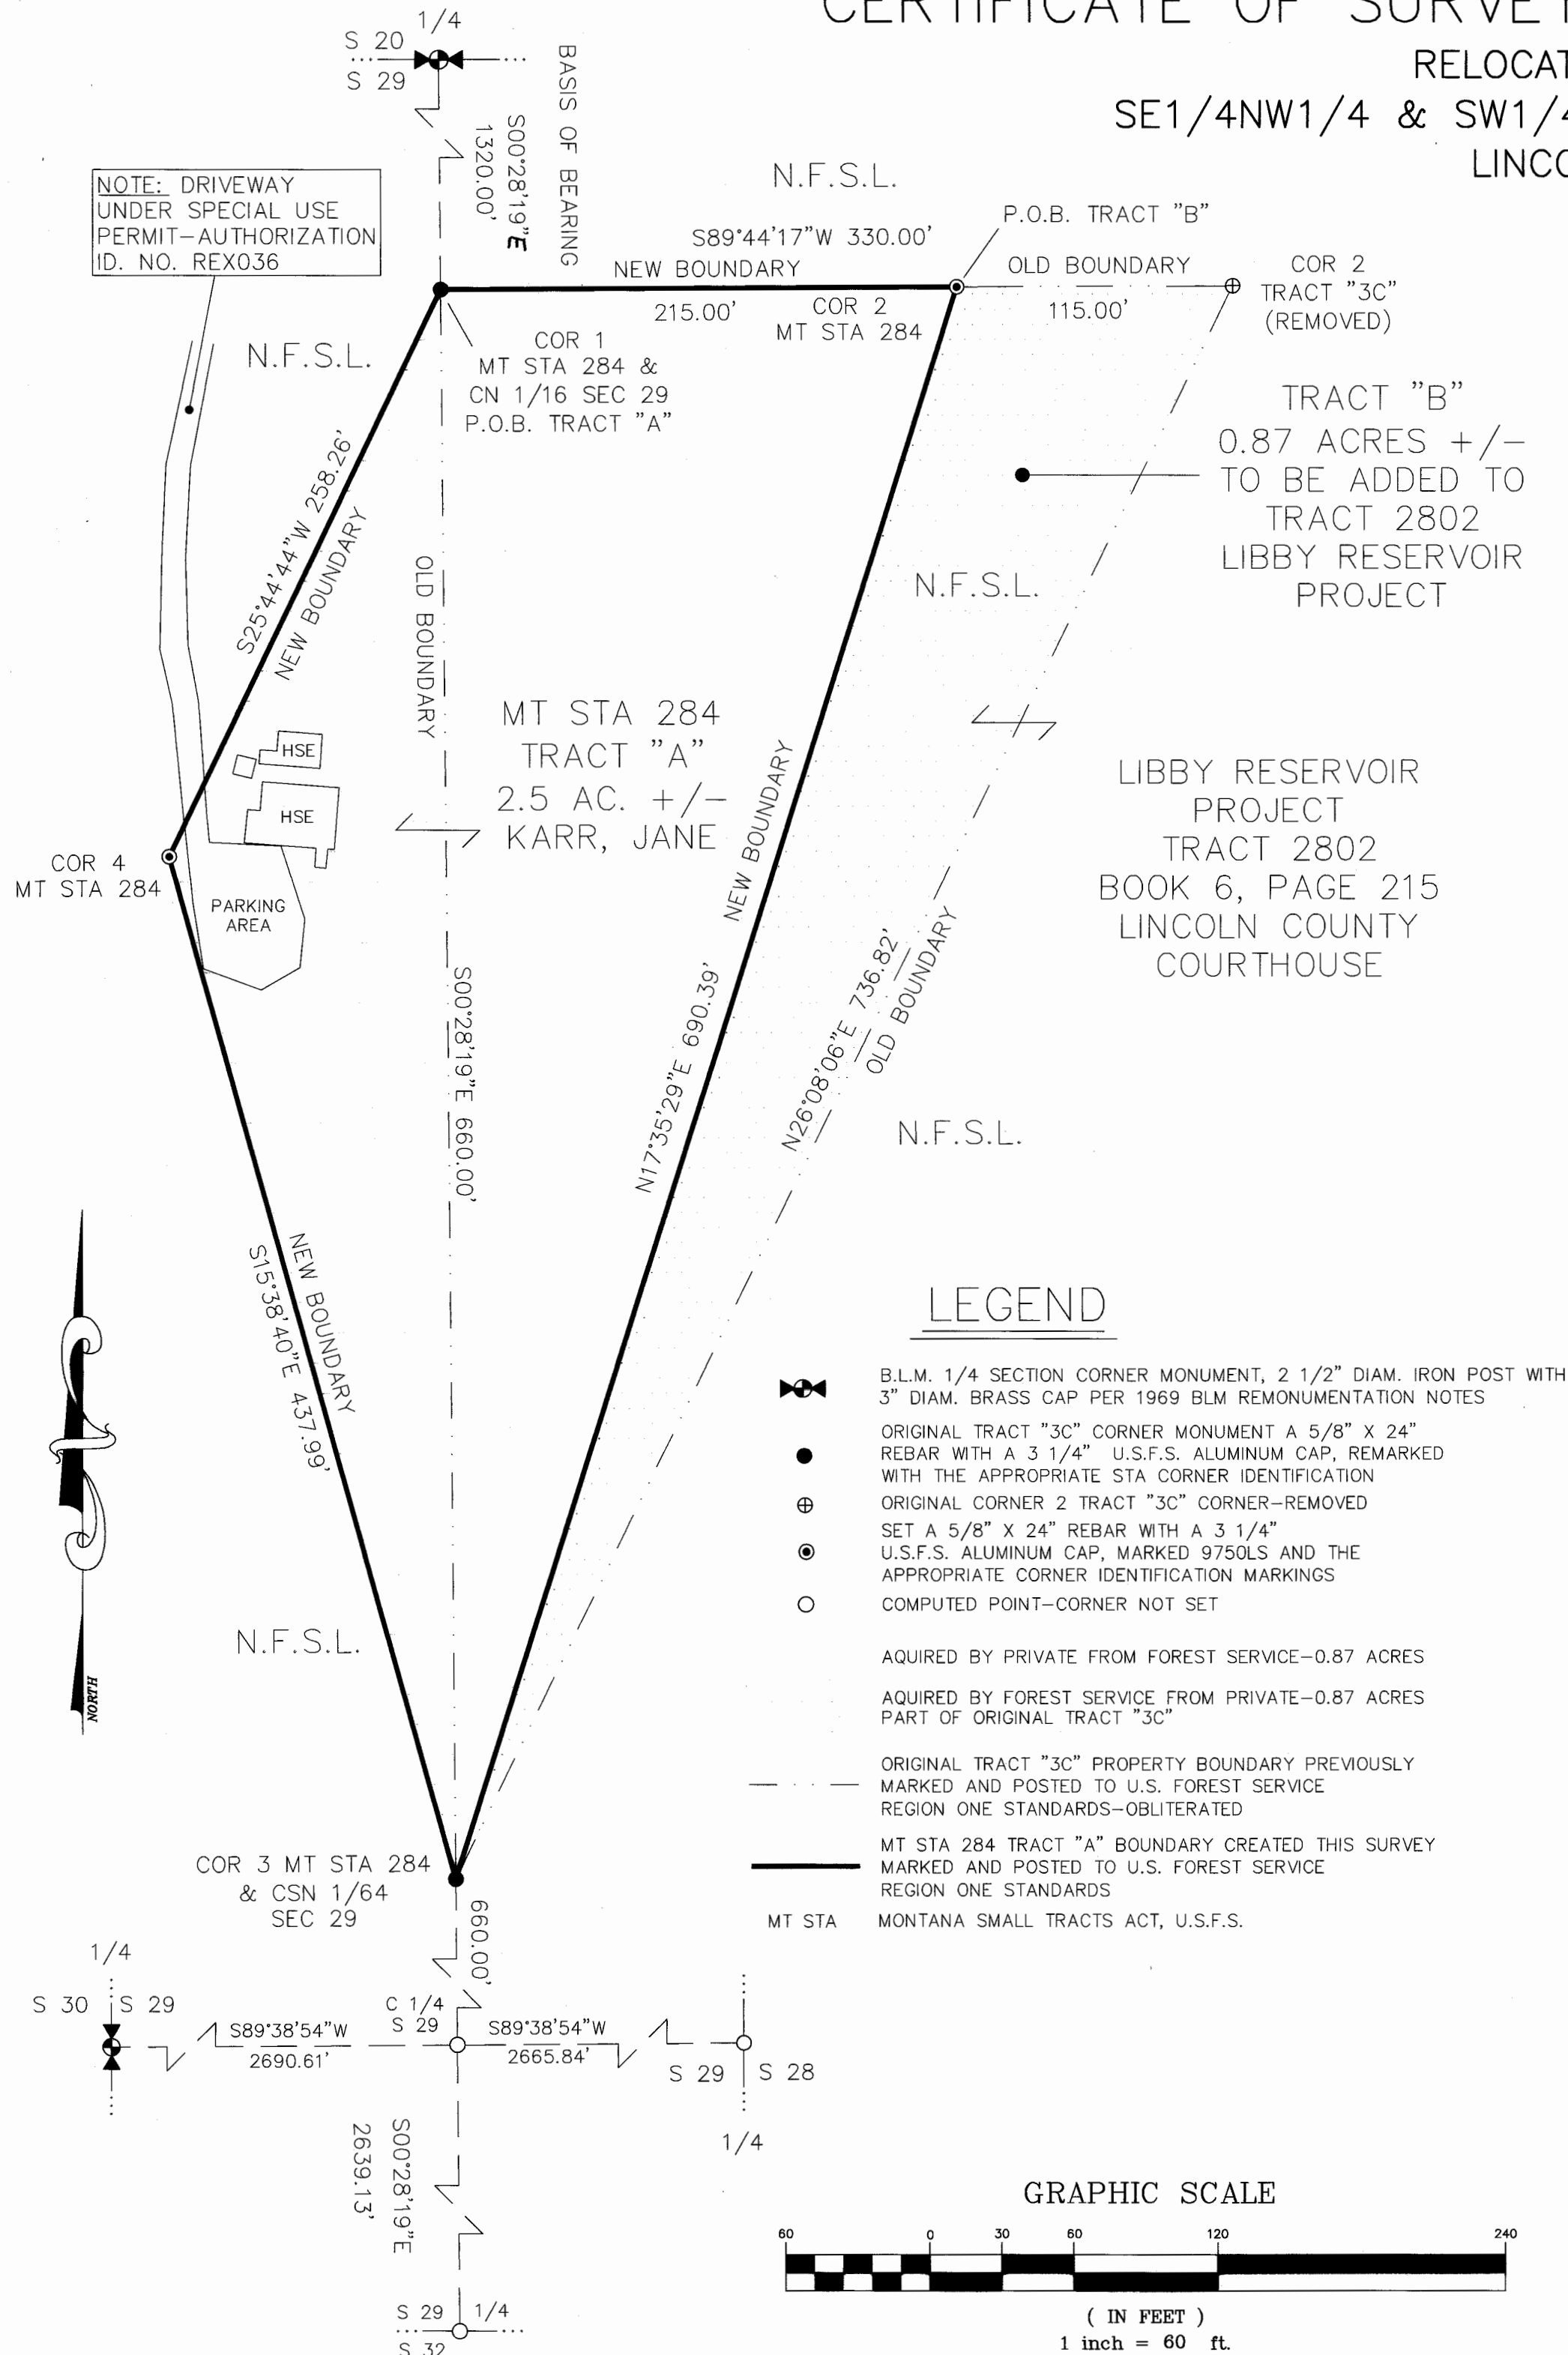 CERTIFICATE OF SURVEY
RELOCAT
SE1/4NW1/4 & SW1/4
LINCO
1/4
S 20
S 29
BASIS OF BEARING
S00°28'19"E
1320.00'
NOTE: DRIVEWAY
UNDER SPECIAL USE
PERMIT-AUTHORIZATION
ID. NO. REX036
N.F.S.L.
P.O.B. TRACT "B"
S89°44'17"W 330.00'
NEW BOUNDARY
OLD BOUNDARY
COR 2
TRACT "3C"
(REMOVED)
215.00'
COR 2
MT STA 284
115.00'
N.F.S.L.
COR 1
MT STA 284 &
CN 1/16 SEC 29
P.O.B. TRACT "A"
TRACT "B"
0.87 ACRES +/-
TO BE ADDED TO
TRACT 2802
LIBBY RESERVOIR
PROJECT
S25°44'44"W 258.26'
NEW BOUNDARY
OLD BOUNDARY
N.F.S.L.
MT STA 284
TRACT "A"
2.5 AC. +/-
KARR, JANE
HSE
HSE
NEW BOUNDARY
LIBBY RESERVOIR
PROJECT
TRACT 2802
BOOK 6, PAGE 215
LINCOLN COUNTY
COURTHOUSE
COR 4
MT STA 284
PARKING
AREA
S00°28'19"E 660.00'
N17°35'29"E 690.39'
N26°08'06"E 736.82'
OLD BOUNDARY
N.F.S.L.
NEW BOUNDARY
S15°38'40"E 437.99'
NORTH
N.F.S.L.
LEGEND
B.L.M. 1/4 SECTION CORNER MONUMENT, 2 1/2" DIAM. IRON POST WITH
3" DIAM. BRASS CAP PER 1969 BLM REMONUMENTATION NOTES
ORIGINAL TRACT "3C" CORNER MONUMENT A 5/8" X 24"
REBAR WITH A 3 1/4" U.S.F.S. ALUMINUM CAP, REMARKED
WITH THE APPROPRIATE STA CORNER IDENTIFICATION
ORIGINAL CORNER 2 TRACT "3C" CORNER-REMOVED
SET A 5/8" X 24" REBAR WITH A 3 1/4"
U.S.F.S. ALUMINUM CAP, MARKED 9750LS AND THE
APPROPRIATE CORNER IDENTIFICATION MARKINGS
COMPUTED POINT-CORNER NOT SET
AQUIRED BY PRIVATE FROM FOREST SERVICE-0.87 ACRES
AQUIRED BY FOREST SERVICE FROM PRIVATE-0.87 ACRES
PART OF ORIGINAL TRACT "3C"
ORIGINAL TRACT "3C" PROPERTY BOUNDARY PREVIOUSLY
MARKED AND POSTED TO U.S. FOREST SERVICE
REGION ONE STANDARDS-OBLITERATED
MT STA 284 TRACT "A" BOUNDARY CREATED THIS SURVEY
MARKED AND POSTED TO U.S. FOREST SERVICE
REGION ONE STANDARDS
MT STA MONTANA SMALL TRACTS ACT, U.S.F.S.
COR 3 MT STA 284
& CSN 1/64
SEC 29
660.00'
1/4
S 30 S 29
S89°38'54"W
2690.61'
C 1/4
S 29
S89°38'54"W
2665.84'
S 29 S 28
1/4
S00°28'19"E
2639.13'
S 29 1/4
S 32
GRAPHIC SCALE
60 0 30 60 120 240
( IN FEET )
1 inch = 60 ft.